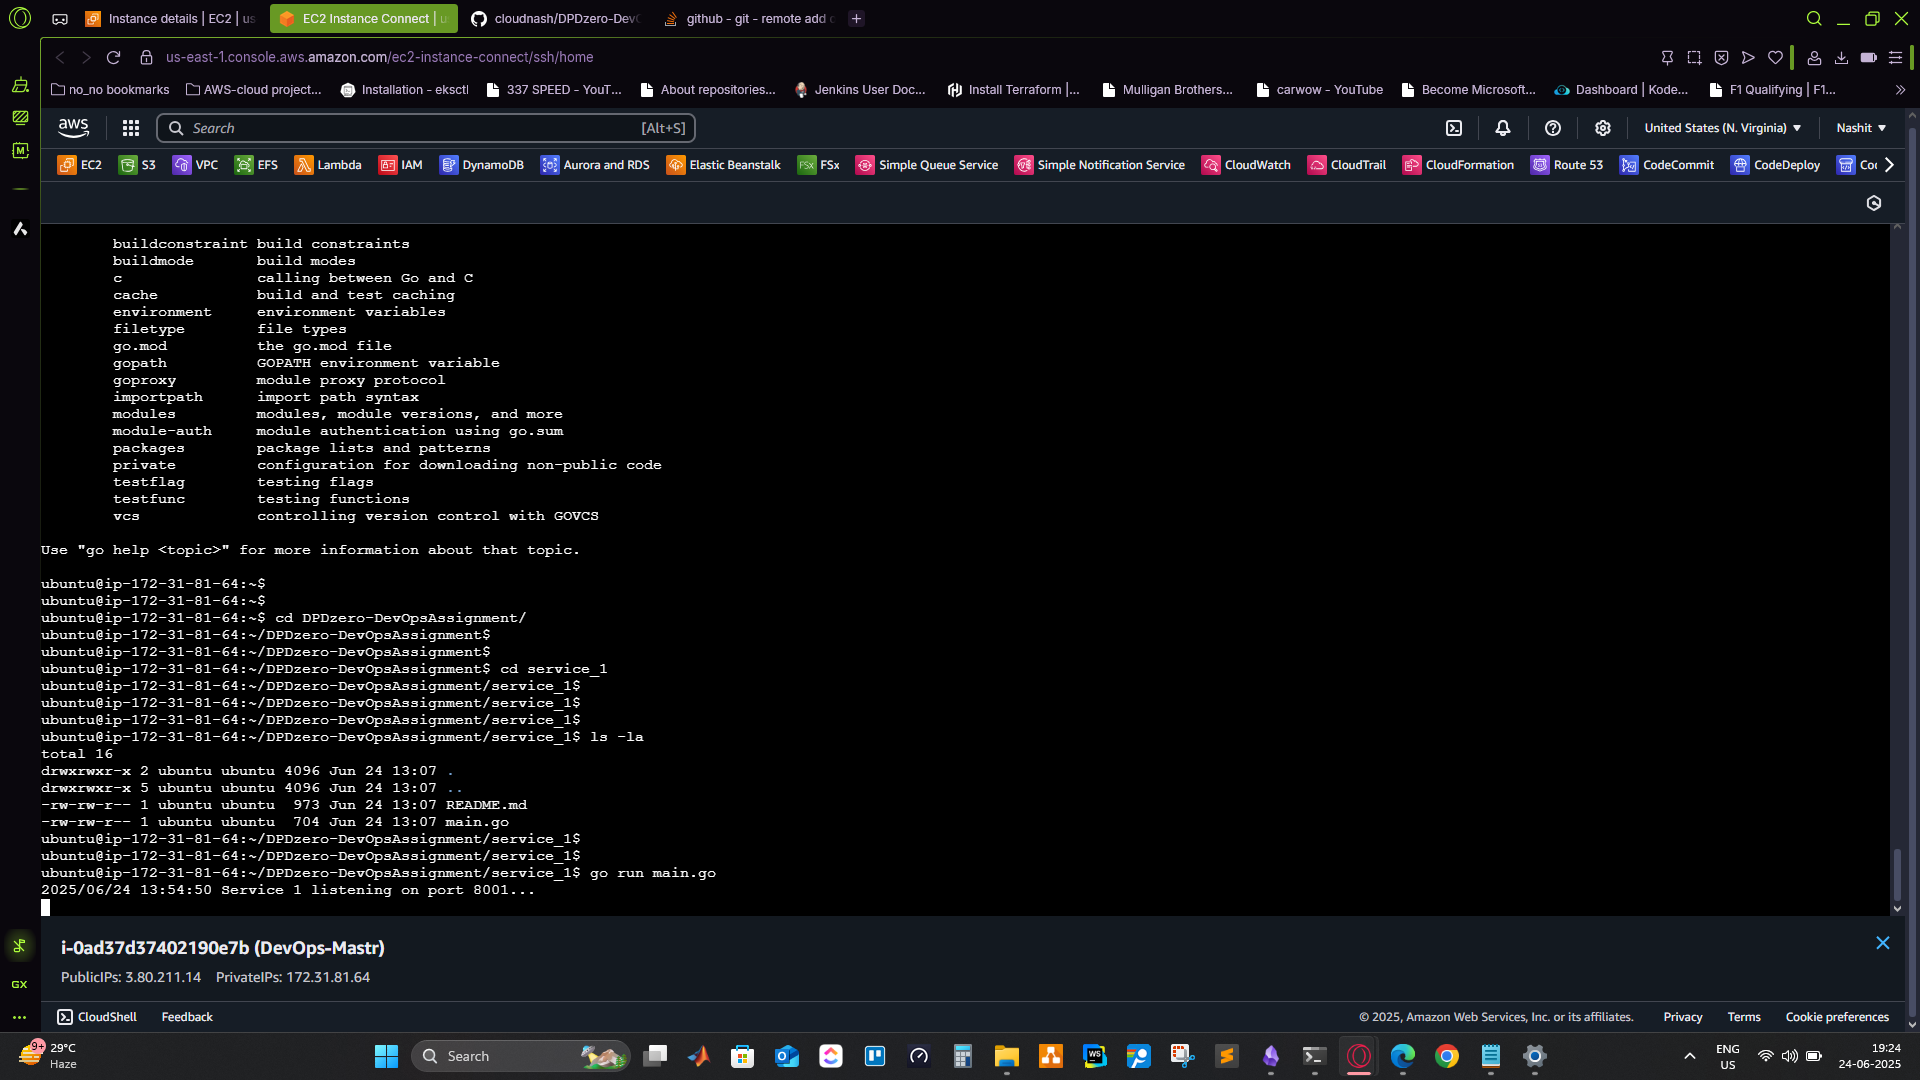 Instance details | EC2 | us
EC2 Instance Connect | u
cloudnash/DPDzero-DevO
github - git - remote add o
us-east-1.console.aws.amazon.com/ec2-instance-connect/ssh/home
no_no bookmarks
AWS-cloud project...
Installation - eksctl
337 SPEED - YouT...
About repositories...
Jenkins User Doc...
Install Terraform |...
Mulligan Brothers...
carwow - YouTube
Become Microsoft...
Dashboard | Kode...
F1 Qualifying | F1...
aws
Search
[Alt+S]
United States (N. Virginia)
Nashit
EC2
S3
VPC
EFS
Lambda
IAM
DynamoDB
Aurora and RDS
Elastic Beanstalk
FSx
Simple Queue Service
Simple Notification Service
CloudWatch
CloudTrail
CloudFormation
Route 53
CodeCommit
CodeDeploy
buildconstraint build constraints
buildmode build modes
c calling between Go and C
cache build and test caching
environment environment variables
filetype file types
go.mod the go.mod file
gopath GOPATH environment variable
goproxy module proxy protocol
importpath import path syntax
modules modules, module versions, and more
module-auth module authentication using go.sum
packages package lists and patterns
private configuration for downloading non-public code
testflag testing flags
testfunc testing functions
vcs controlling version control with GOVCS
Use "go help <topic>" for more information about that topic.
ubuntu@ip-172-31-81-64:~$
ubuntu@ip-172-31-81-64:~$
ubuntu@ip-172-31-81-64:~$ cd DPDzero-DevOpsAssignment/
ubuntu@ip-172-31-81-64:~/DPDzero-DevOpsAssignment$
ubuntu@ip-172-31-81-64:~/DPDzero-DevOpsAssignment$
ubuntu@ip-172-31-81-64:~/DPDzero-DevOpsAssignment$ cd service_1
ubuntu@ip-172-31-81-64:~/DPDzero-DevOpsAssignment/service_1$
ubuntu@ip-172-31-81-64:~/DPDzero-DevOpsAssignment/service_1$
ubuntu@ip-172-31-81-64:~/DPDzero-DevOpsAssignment/service_1$
ubuntu@ip-172-31-81-64:~/DPDzero-DevOpsAssignment/service_1$ ls -la
total 16
drwxrwxr-x 2 ubuntu ubuntu 4096 Jun 24 13:07 .
drwxrwxr-x 5 ubuntu ubuntu 4096 Jun 24 13:07 ..
-rw-rw-r-- 1 ubuntu ubuntu 973 Jun 24 13:07 README.md
-rw-rw-r-- 1 ubuntu ubuntu 704 Jun 24 13:07 main.go
ubuntu@ip-172-31-81-64:~/DPDzero-DevOpsAssignment/service_1$
ubuntu@ip-172-31-81-64:~/DPDzero-DevOpsAssignment/service_1$
ubuntu@ip-172-31-81-64:~/DPDzero-DevOpsAssignment/service_1$ go run main.go
2025/06/24 13:54:50 Service 1 listening on port 8001...
i-0ad37d37402190e7b (DevOps-Mastr)
PublicIPs: 3.80.211.14 PrivateIPs: 172.31.81.64
GX
CloudShell
Feedback
© 2025, Amazon Web Services, Inc. or its affiliates.
Privacy
Terms
Cookie preferences
9+
29°C
Haze
Search
WS
ENG
US
19:24
24-06-2025